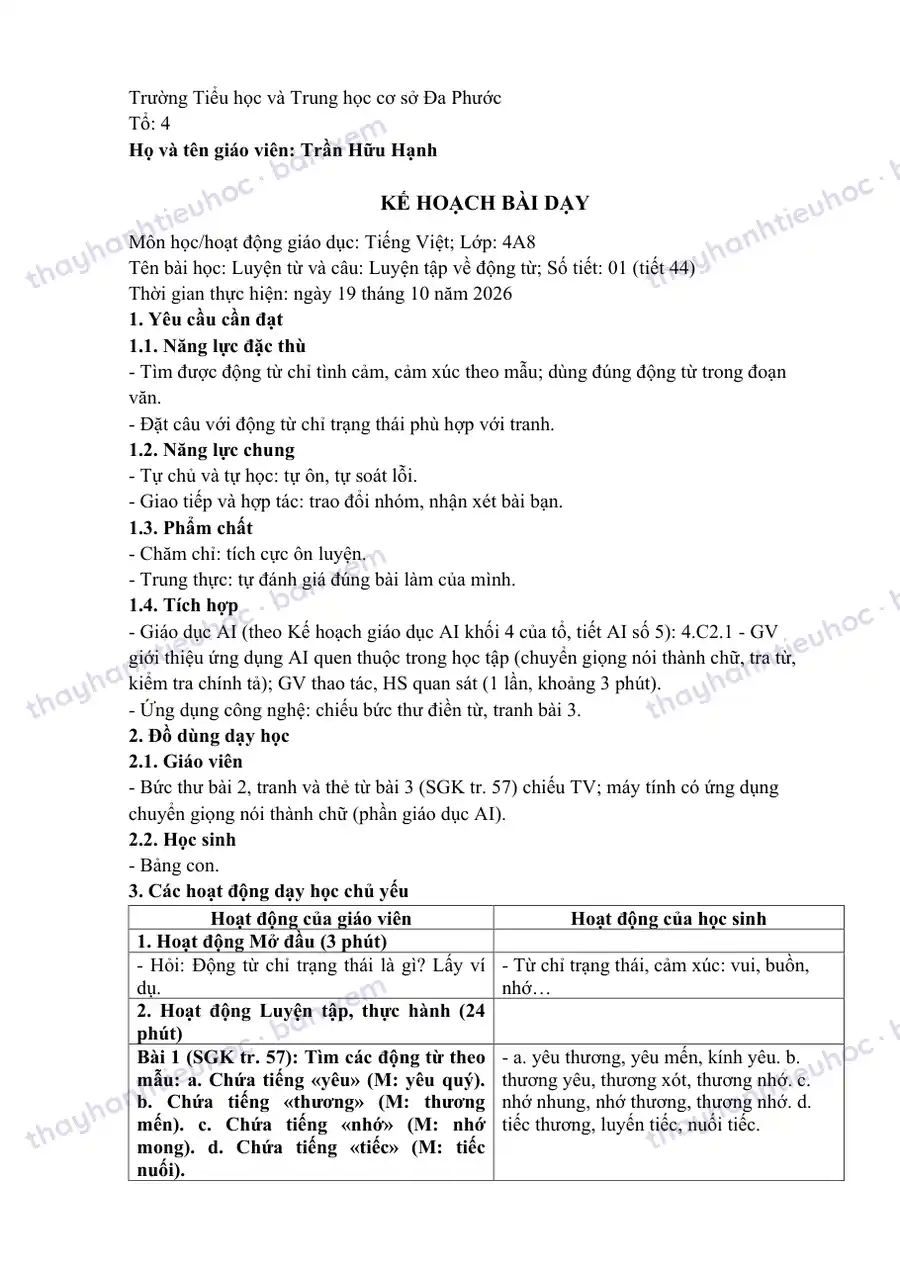 Trường Tiểu học và Trung học cơ sở Đa Phước
Tổ: 4
Họ và tên giáo viên: Trần Hữu Hạnh
KẾ HOẠCH BÀI DẠY
Môn học/hoạt động giáo dục: Tiếng Việt; Lớp: 4A8
Tên bài học: Luyện từ và câu: Luyện tập về động từ; Số tiết: 01 (tiết 44)
Thời gian thực hiện: ngày 19 tháng 10 năm 2026
1. Yêu cầu cần đạt
1.1. Năng lực đặc thù
- Tìm được động từ chỉ tình cảm, cảm xúc theo mẫu; dùng đúng động từ trong đoạn
văn.
- Đặt câu với động từ chỉ trạng thái phù hợp với tranh.
1.2. Năng lực chung
- Tự chủ và tự học: tự ôn, tự soát lỗi.
- Giao tiếp và hợp tác: trao đổi nhóm, nhận xét bài bạn.
1.3. Phẩm chất
- Chăm chỉ: tích cực ôn luyện.
- Trung thực: tự đánh giá đúng bài làm của mình.
1.4. Tích hợp
- Giáo dục AI (theo Kế hoạch giáo dục AI khối 4 của tổ, tiết AI số 5): 4.C2.1 - GV
giới thiệu ứng dụng AI quen thuộc trong học tập (chuyển giọng nói thành chữ, tra từ,
kiểm tra chính tả); GV thao tác, HS quan sát (1 lần, khoảng 3 phút).
- Ứng dụng công nghệ: chiếu bức thư điền từ, tranh bài 3.
2. Đồ dùng dạy học
2.1. Giáo viên
- Bức thư bài 2, tranh và thẻ từ bài 3 (SGK tr. 57) chiếu TV; máy tính có ứng dụng
chuyển giọng nói thành chữ (phần giáo dục AI).
2.2. Học sinh
- Bảng con.
3. Các hoạt động dạy học chủ yếu
Hoạt động của giáo viên
Hoạt động của học sinh
1. Hoạt động Mở đầu (3 phút)
- Hỏi: Động từ chỉ trạng thái là gì? Lấy ví
dụ.
- Từ chỉ trạng thái, cảm xúc: vui, buồn,
nhớ…
2. Hoạt động Luyện tập, thực hành (24
phút)
Bài 1 (SGK tr. 57): Tìm các động từ theo
mẫu: a. Chứa tiếng «yêu» (M: yêu quý).
b. Chứa tiếng «thương» (M: thương
mến). c. Chứa tiếng «nhớ» (M: nhớ
mong). d. Chứa tiếng «tiếc» (M: tiếc
nuối).
- a. yêu thương, yêu mến, kính yêu. b.
thương yêu, thương xót, thương nhớ. c.
nhớ nhung, nhớ thương, thương nhớ. d.
tiếc thương, luyến tiếc, nuối tiếc.
thayhanhtieuhoc · bản xem
thayhanhtieuhoc · b
thayhanhtieuhoc · bản xem
thayhanhtieuhoc · b
thayhanhtieuhoc · bản xem
thayhanhtieuhoc · b